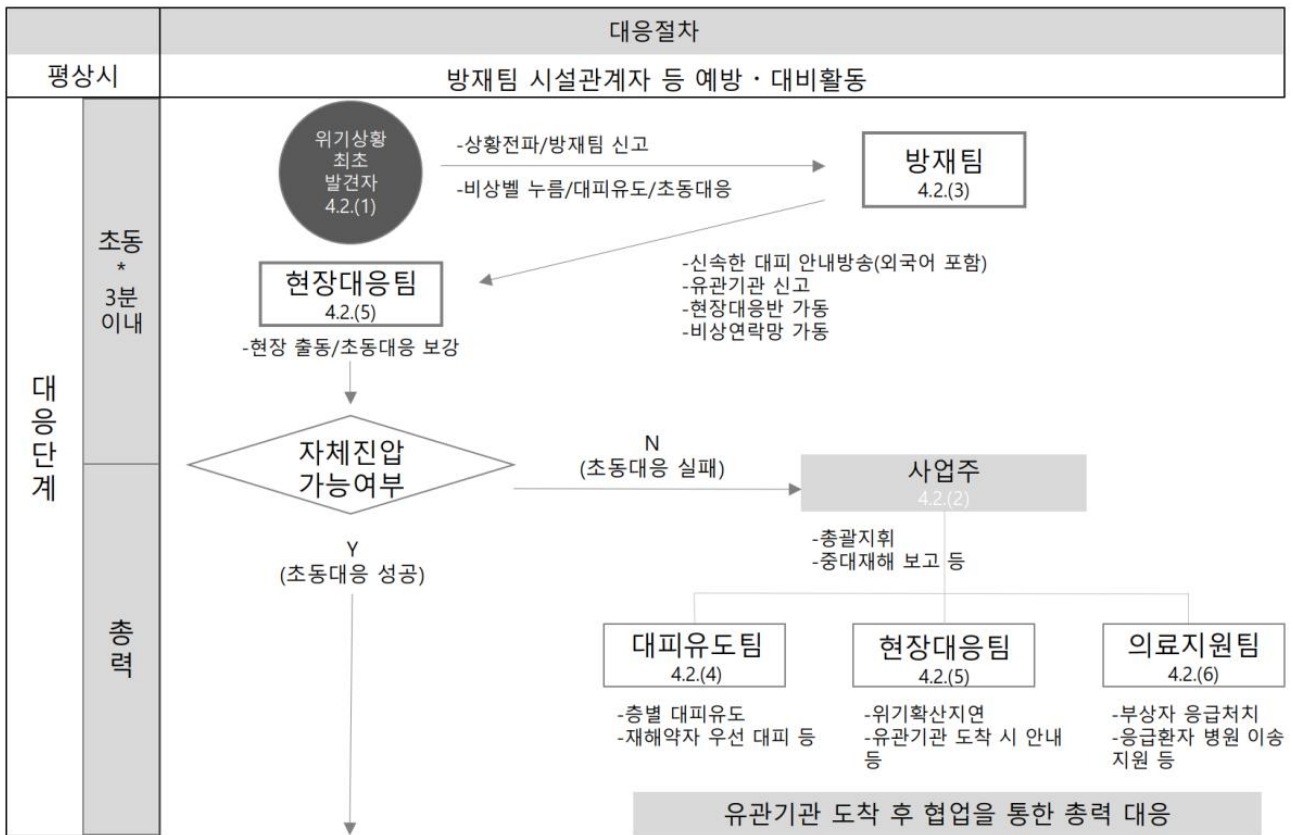 대응절차
평상시
방재팀 시설관계자 등 예방・대비활동
대응단계
초동
*
3분
이내
위기상황
최초
발견자
4.2.(1)
-상황전파/방재팀 신고
-비상벨 누름/대피유도/초동대응
방재팀
4.2.(3)
-신속한 대피 안내방송(외국어 포함)
-유관기관 신고
-현장대응반 가동
-비상연락망 가동
현장대응팀
4.2.(5)
-현장 출동/초동대응 보강
자체진압
가능여부
N
(초동대응 실패)
Y
(초동대응 성공)
총력
사업주
4.2.(2)
-총괄지휘
-중대재해 보고 등
대피유도팀
4.2.(4)
-층별 대피유도
-재해약자 우선 대피 등
현장대응팀
4.2.(5)
-위기확산지연
-유관기관 도착 시 안내
등
의료지원팀
4.2.(6)
-부상자 응급처치
-응급환자 병원 이송
지원 등
유관기관 도착 후 협업을 통한 총력 대응